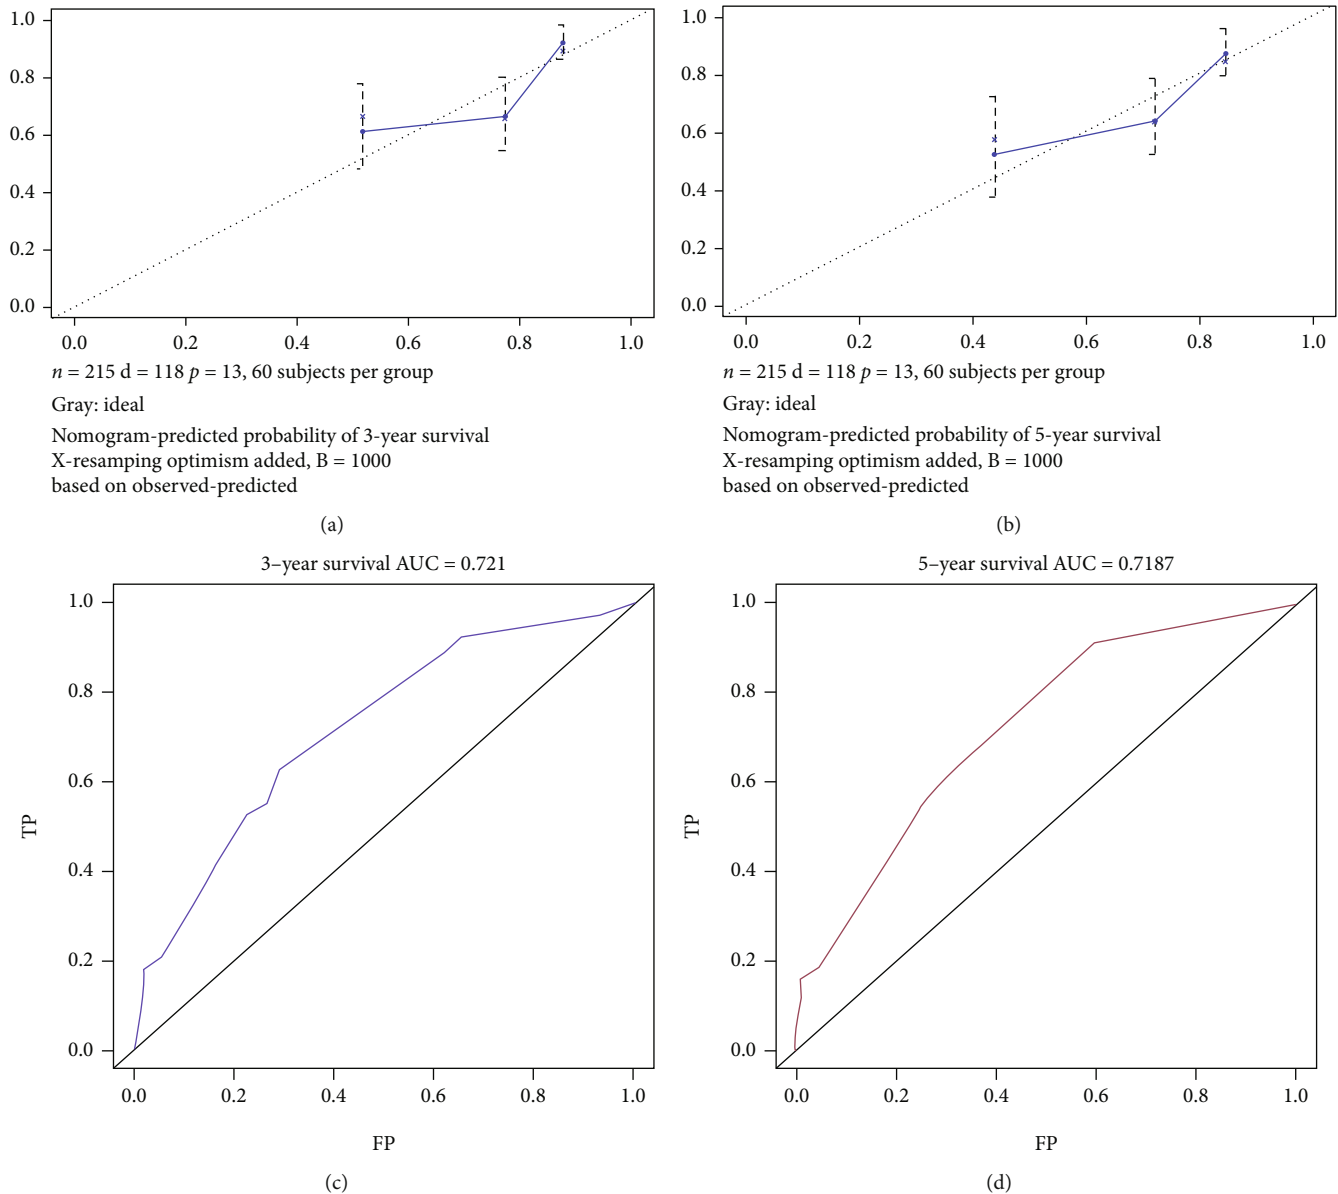 1.0
0.8
0.6
0.4
0.2
0.0
0.0 0.2 0.4 0.6 0.8 1.0
n = 215 d = 118 p = 13, 60 subjects per group
Gray: ideal
Nomogram-predicted probability of 3-year survival
X-resampling optimism added, B = 1000
based on observed-predicted
(a)
1.0
0.8
0.6
0.4
0.2
0.0
0.0 0.2 0.4 0.6 0.8 1.0
n = 215 d = 118 p = 13, 60 subjects per group
Gray: ideal
Nomogram-predicted probability of 5-year survival
X-resampling optimism added, B = 1000
based on observed-predicted
(b)
3–year survival AUC = 0.721
1.0
0.8
0.6
0.4
0.2
0.0
TP
0.0 0.2 0.4 0.6 0.8 1.0
FP
(c)
5–year survival AUC = 0.7187
1.0
0.8
0.6
0.4
0.2
0.0
TP
0.0 0.2 0.4 0.6 0.8 1.0
FP
(d)